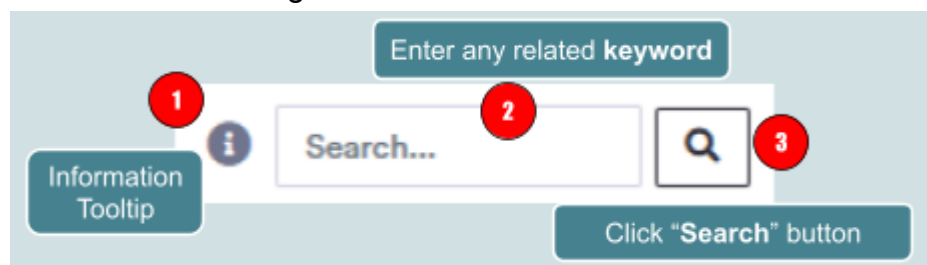 Enter any related keyword
1
2
i
Search...
3
Information
Tooltip
Click “Search” button